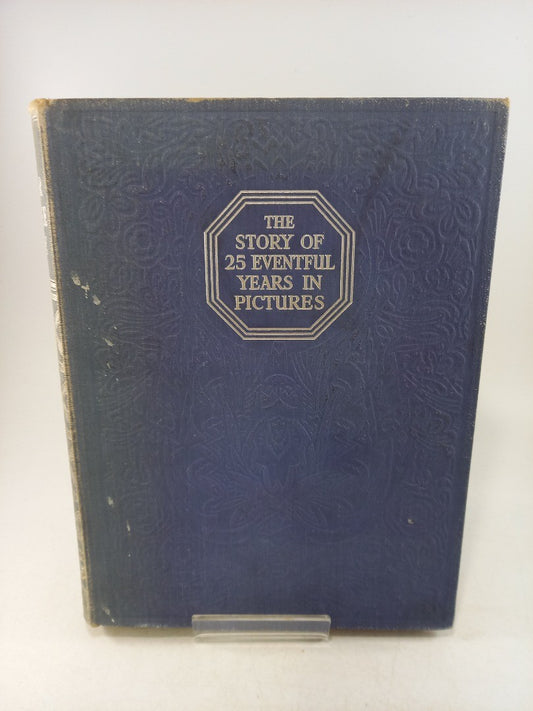 THE
STORY OF
25 EVENTFUL
YEARS IN
PICTURES